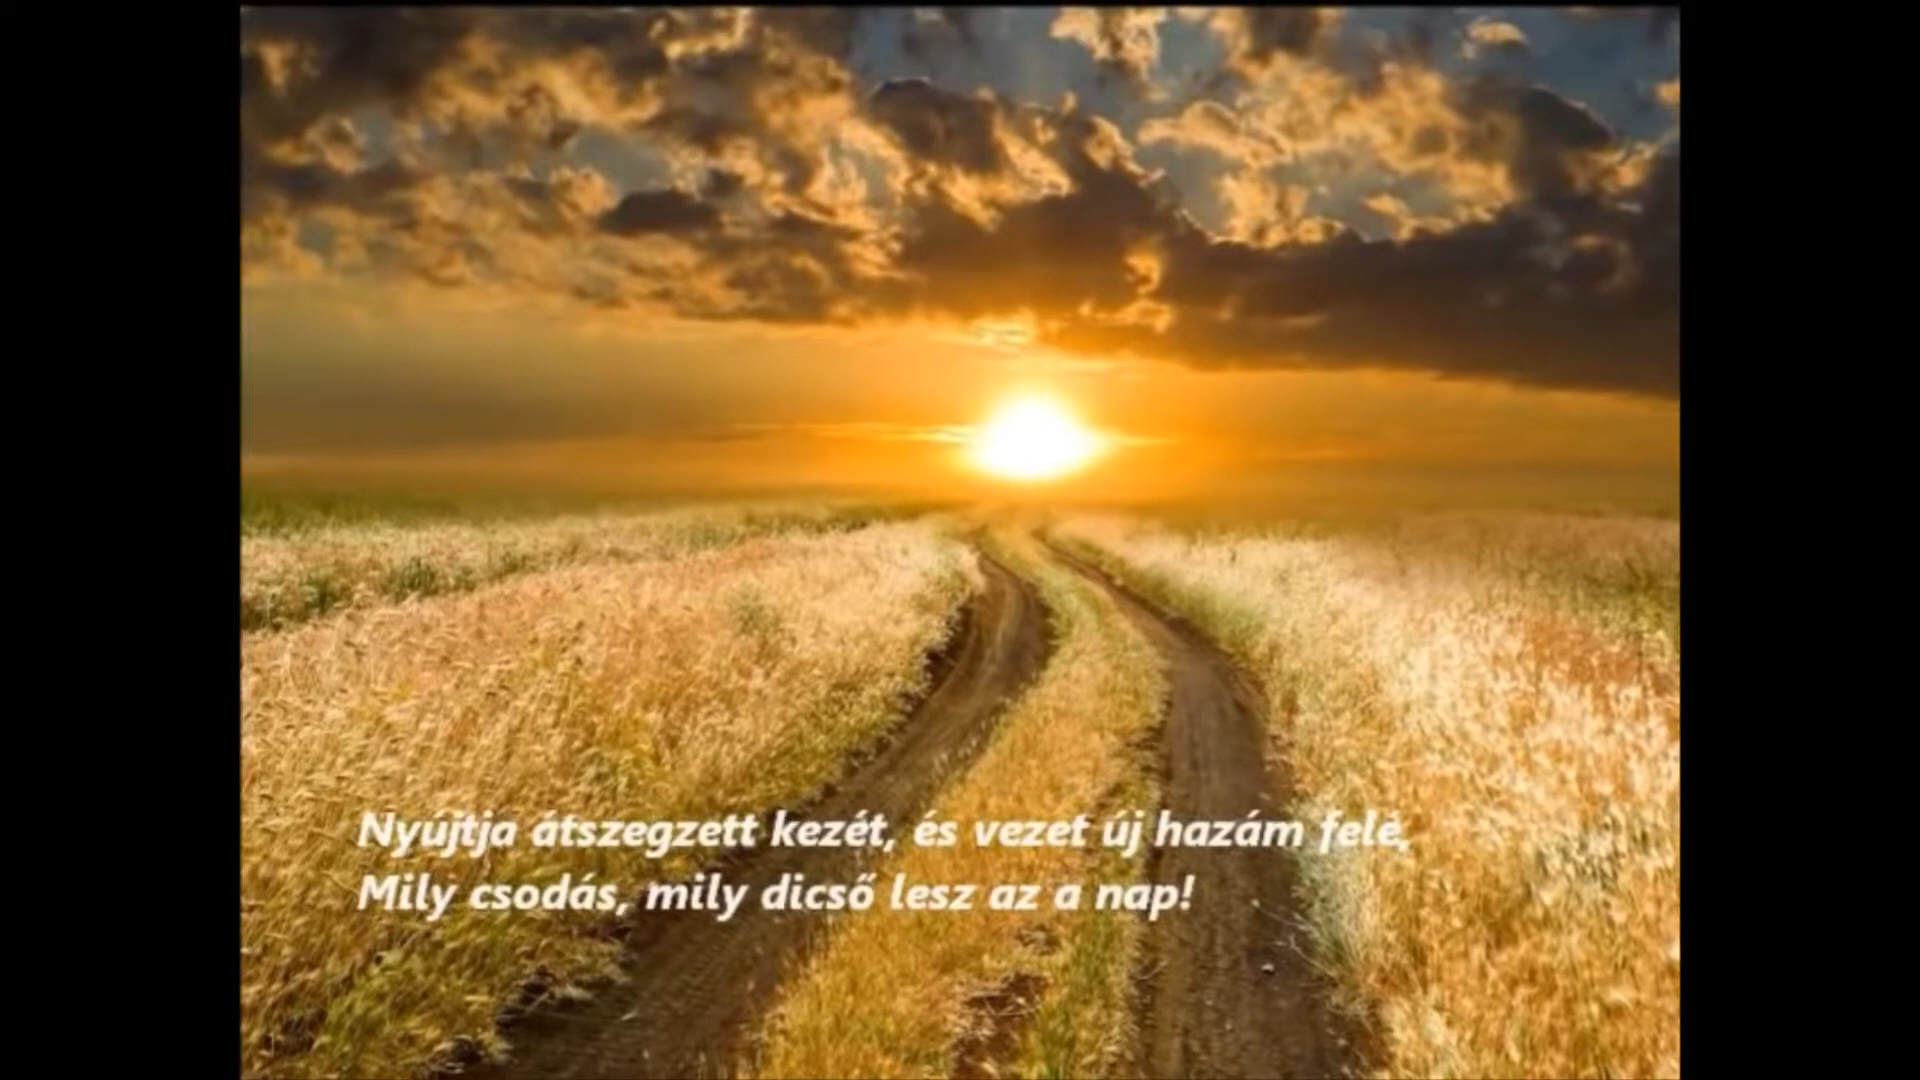 Nyújtja átszegzett kezét, és vezet új hazám felé,
Mily csodás, mily dicső lesz az a nap!